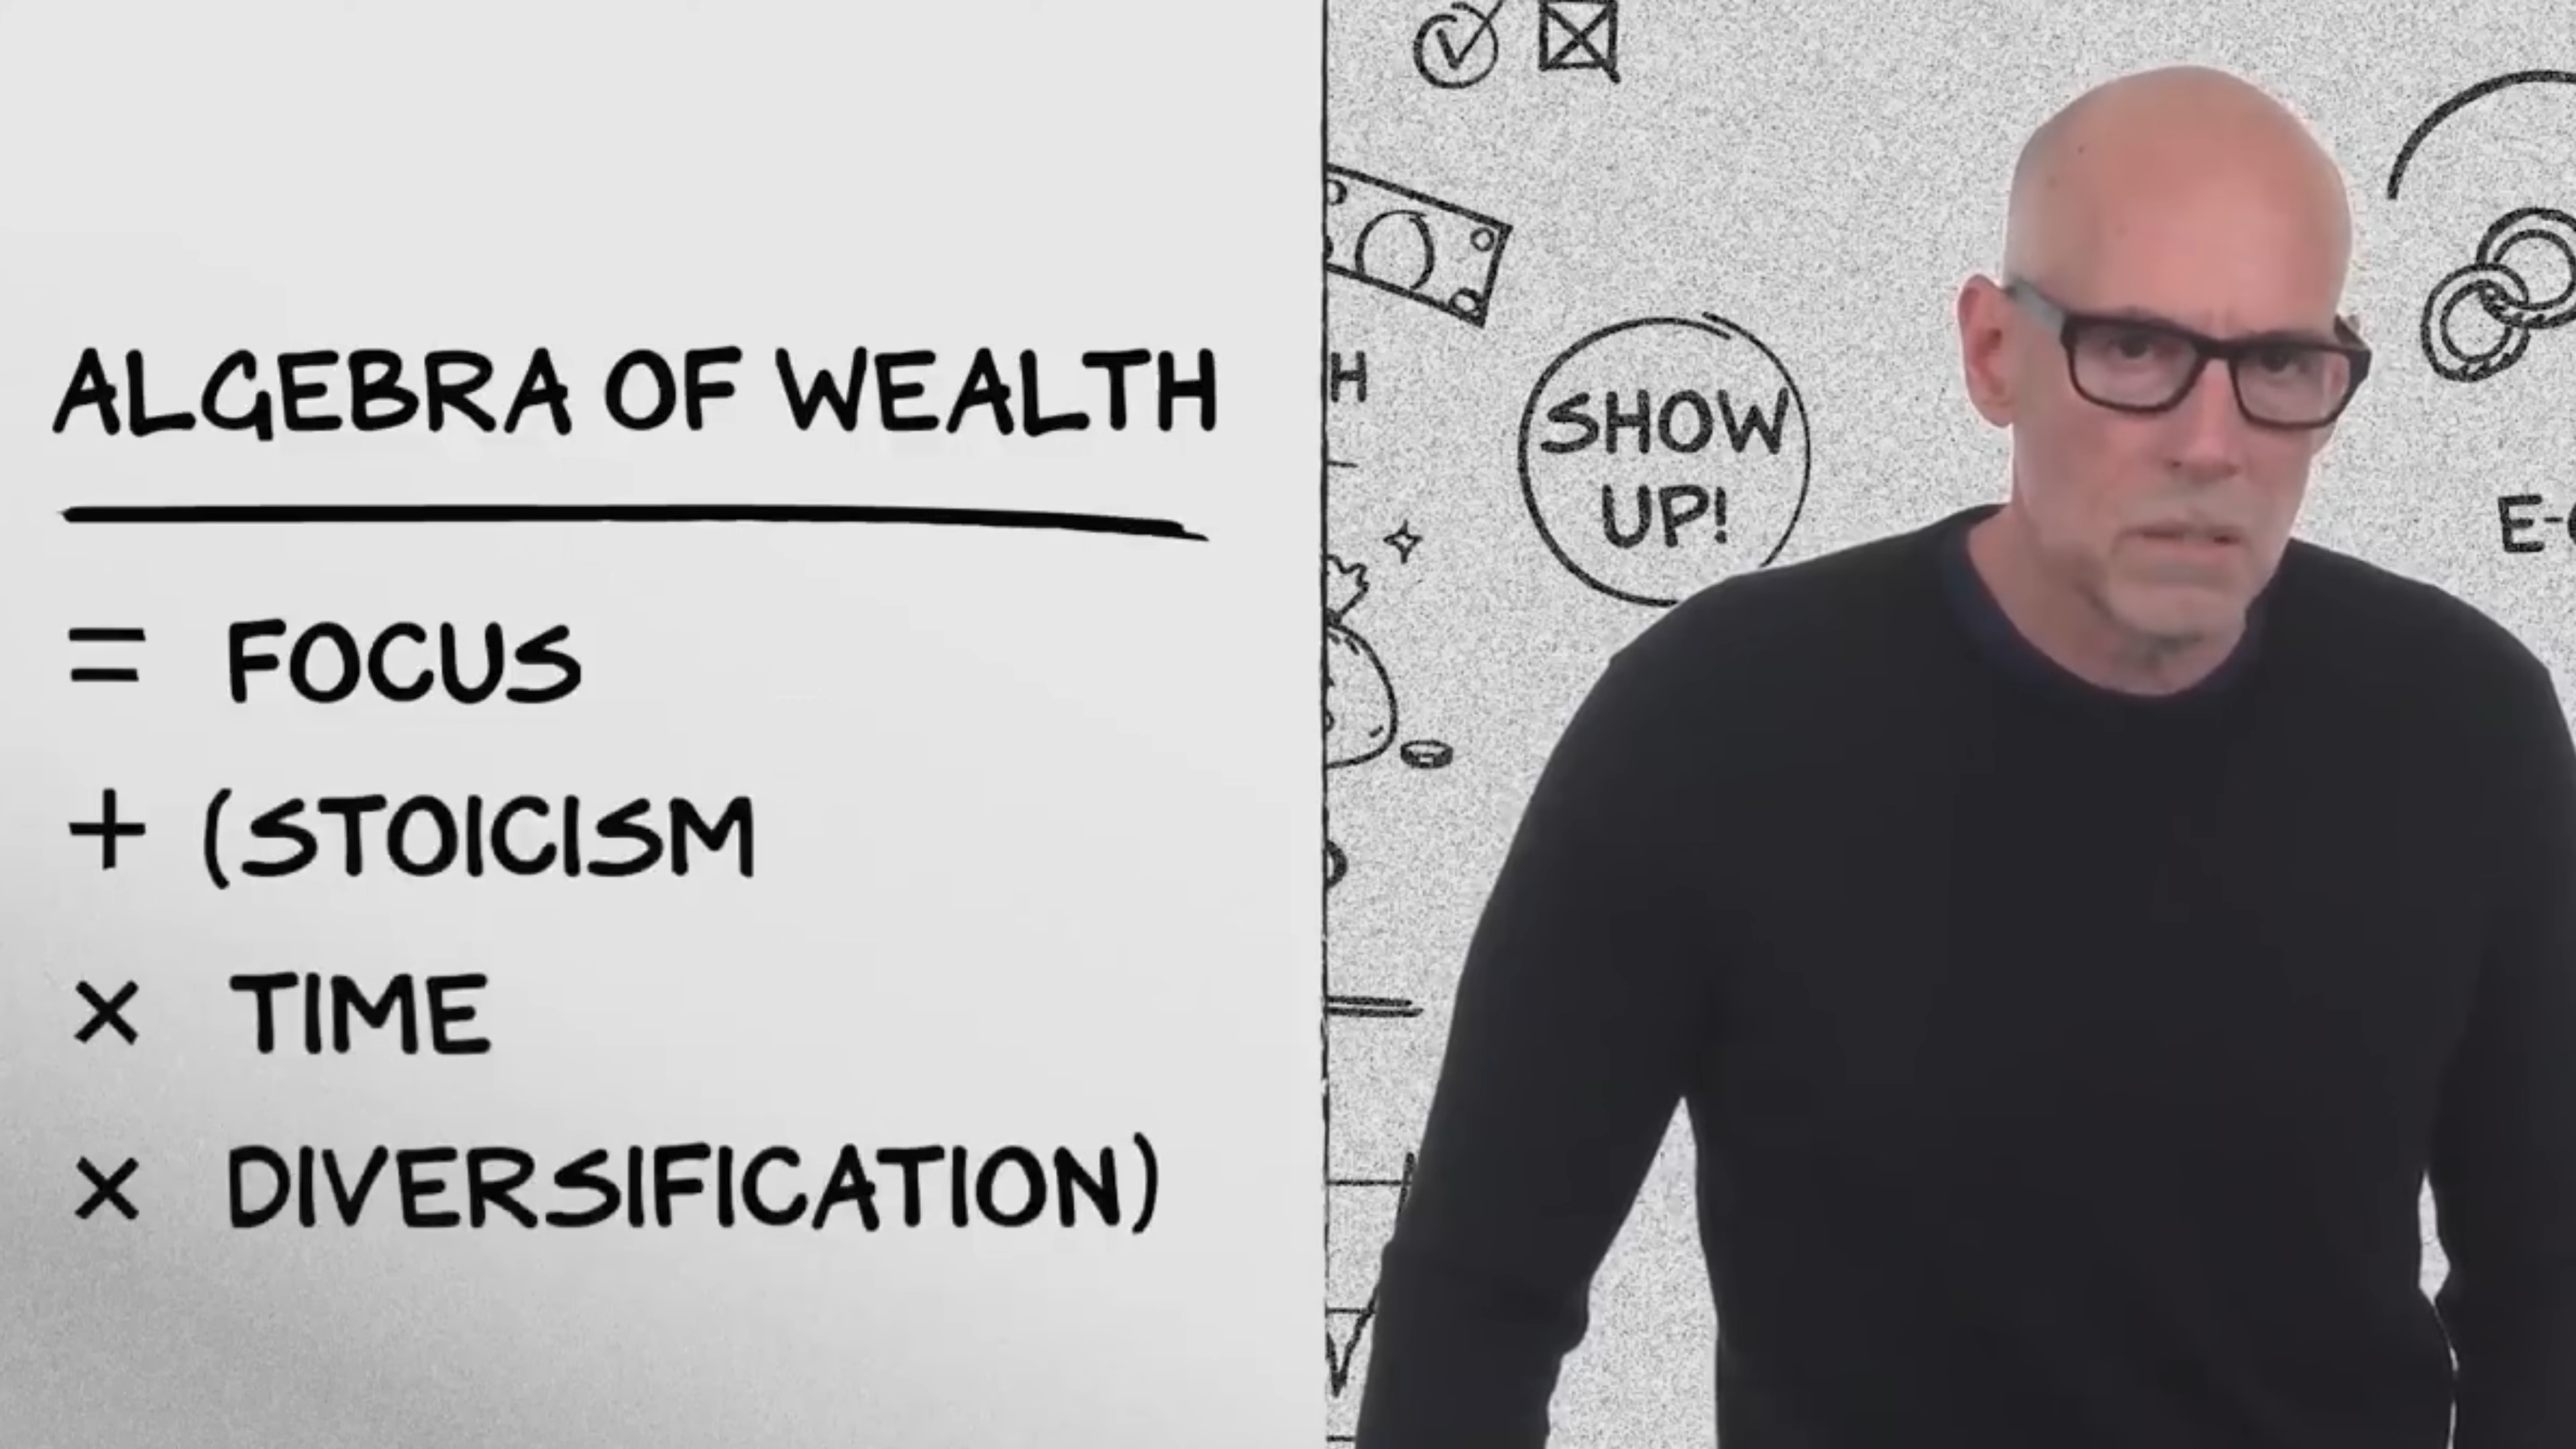 ALGEBRA OF WEALTH
= FOCUS
+ (STOICISM
× TIME
× DIVERSIFICATION)
H
SHOW
UP!